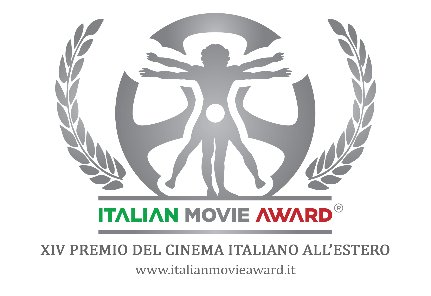 ITALIAN MOVIE AWARD®
XIV PREMIO DEL CINEMA ITALIANO ALL'ESTERO
www.italianmovieaward.it